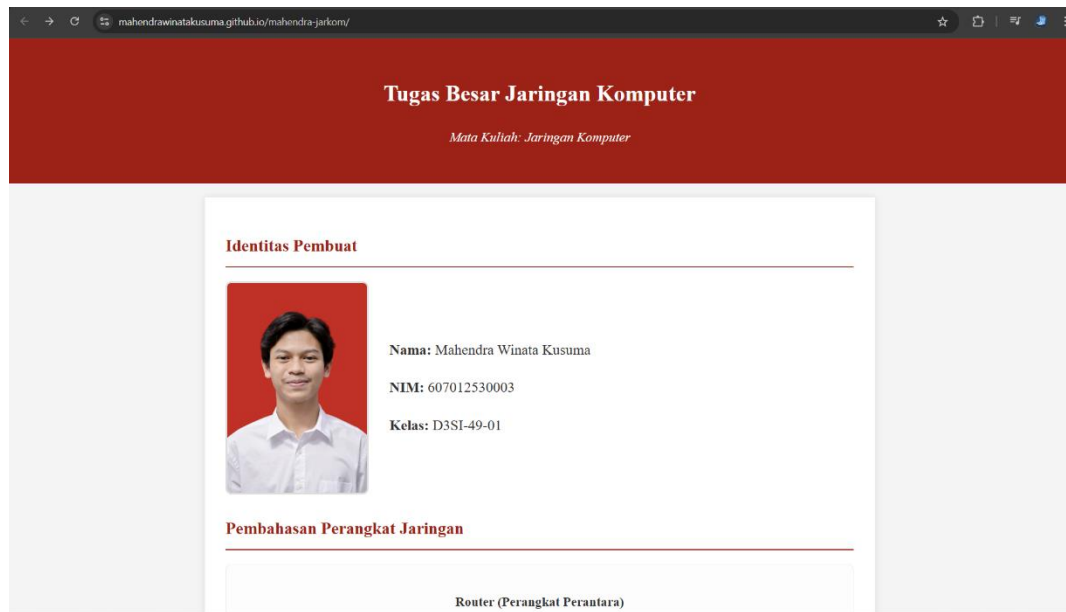 mahendrawinatakusuma.github.io/mahendra-jarkom/
Tugas Besar Jaringan Komputer
Mata Kuliah: Jaringan Komputer
Identitas Pembuat
Nama: Mahendra Winata Kusuma
NIM: 607012530003
Kelas: D3SI-49-01
Pembahasan Perangkat Jaringan
Router (Perangkat Perantara)